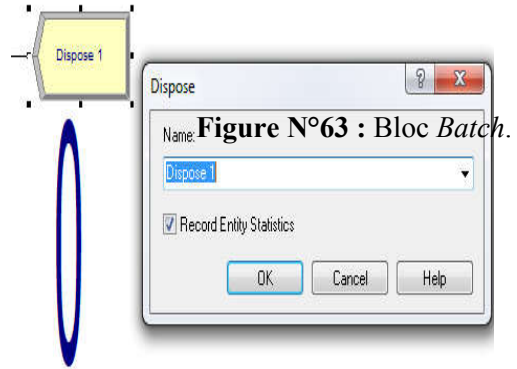 Dispose 1
Dispose
? X
Name: Figure N°63 : Bloc Batch.
Dispose 1
Record Entity Statistics
OK Cancel Help